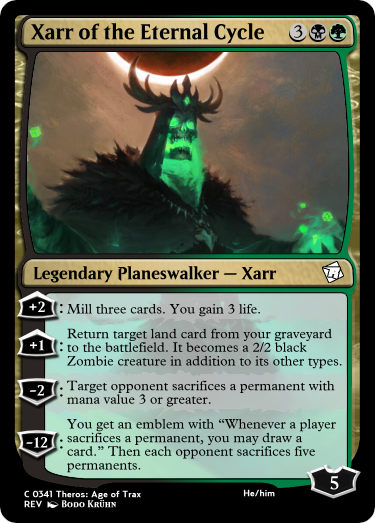 Xarr of the Eternal Cycle 3
Legendary Planeswalker — Xarr
+2: Mill three cards. You gain 3 life.
+1: Return target land card from your graveyard
to the battlefield. It becomes a 2/2 black
Zombie creature in addition to its other types.
-2: Target opponent sacrifices a permanent with
mana value 3 or greater.
-12: You get an emblem with “Whenever a player
sacrifices a permanent, you may draw a
card.” Then each opponent sacrifices five
permanents.
5
C 0341 Theros: Age of Trax He/him
REV Bodo Krühn